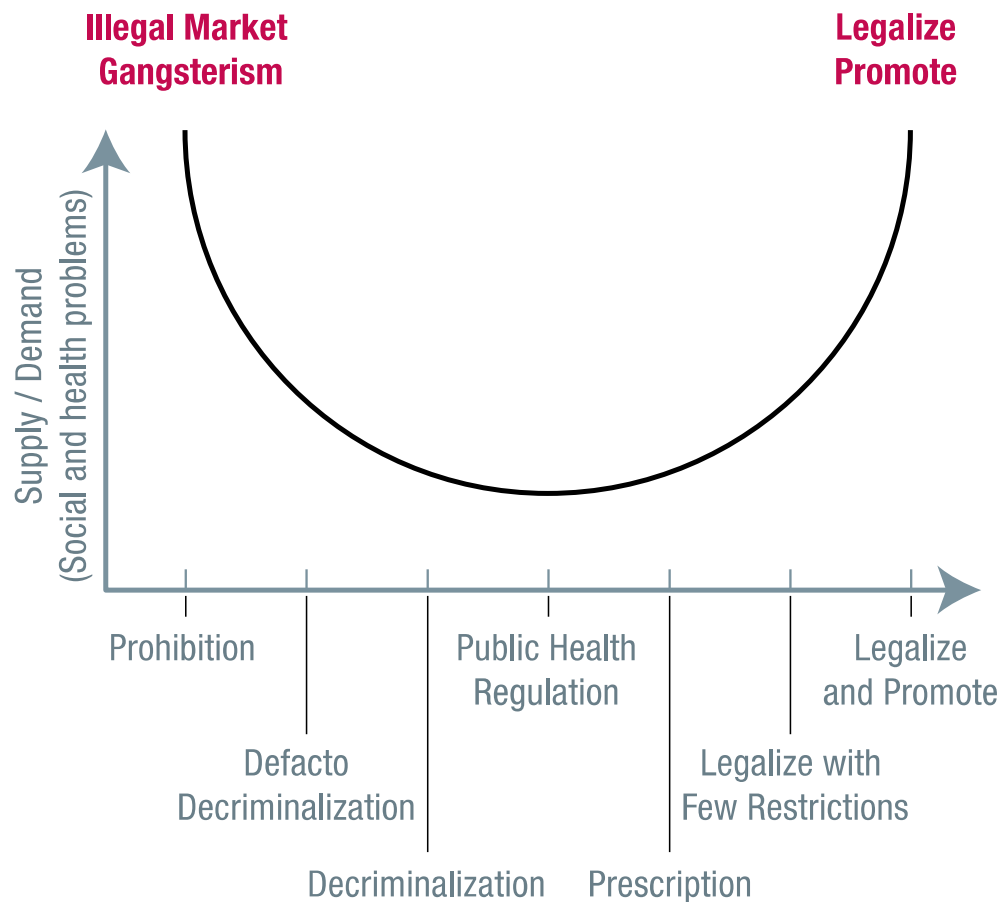 Illegal Market
Gangsterism
Legalize
Promote
Supply / Demand
(Social and health problems)
Prohibition
Public Health
Regulation
Legalize
and Promote
Defacto
Decriminalization
Legalize with
Few Restrictions
Decriminalization
Prescription